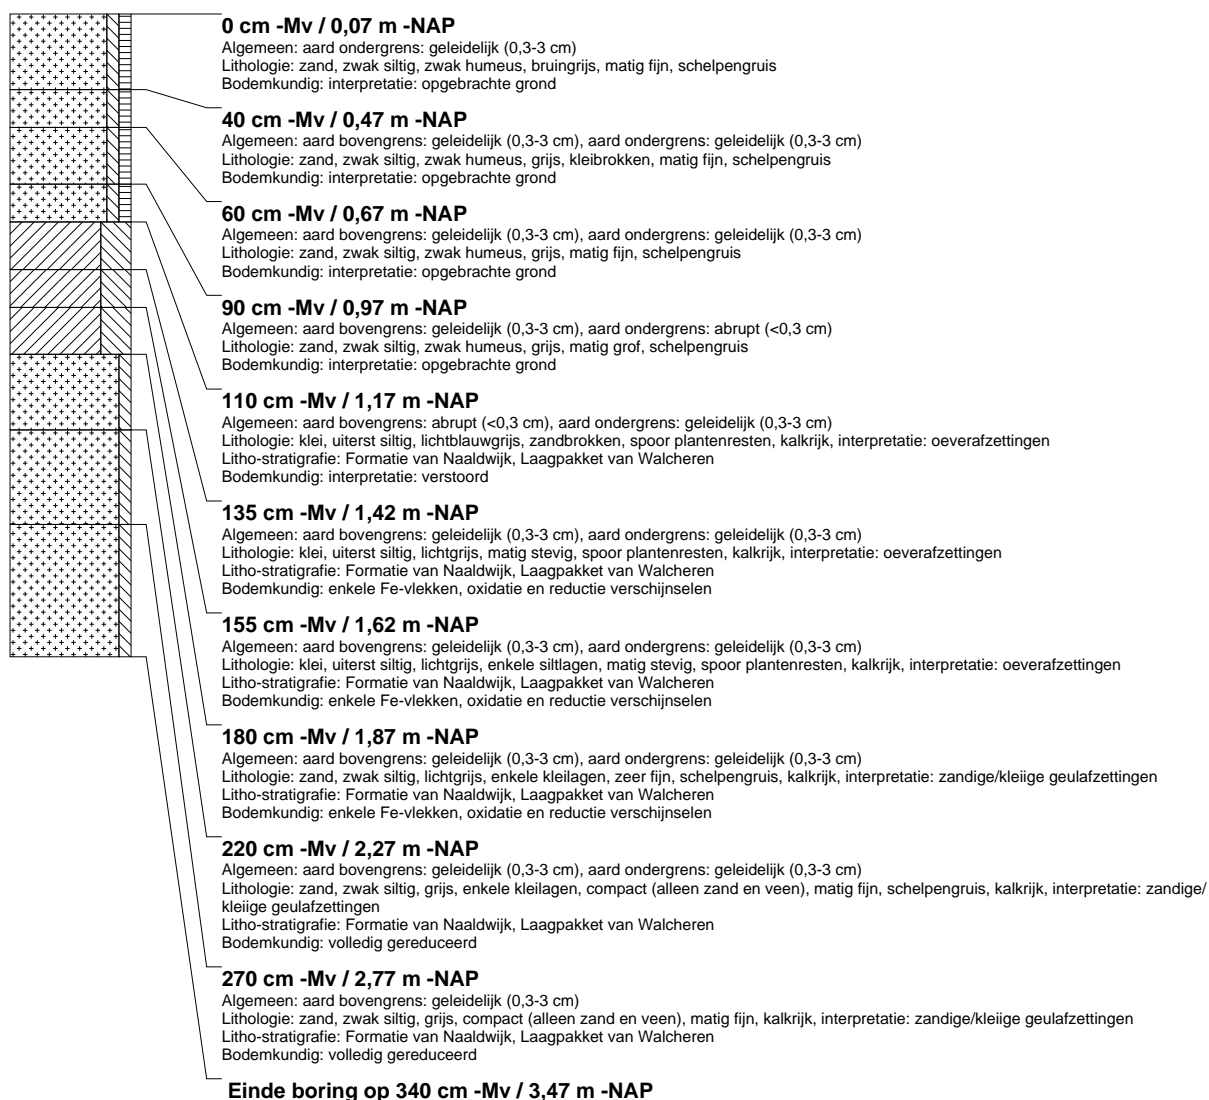 0 cm -Mv / 0,07 m -NAP
Algemeen: aard ondergrens: geleidelijk (0,3-3 cm)
Lithologie: zand, zwak siltig, zwak humeus, bruingrijs, matig fijn, schelpengruis
Bodemkundig: interpretatie: opgebrachte grond
40 cm -Mv / 0,47 m -NAP
Algemeen: aard bovengrens: geleidelijk (0,3-3 cm), aard ondergrens: geleidelijk (0,3-3 cm)
Lithologie: zand, zwak siltig, zwak humeus, grijs, kleibrokken, matig fijn, schelpengruis
Bodemkundig: interpretatie: opgebrachte grond
60 cm -Mv / 0,67 m -NAP
Algemeen: aard bovengrens: geleidelijk (0,3-3 cm), aard ondergrens: geleidelijk (0,3-3 cm)
Lithologie: zand, zwak siltig, zwak humeus, grijs, matig fijn, schelpengruis
Bodemkundig: interpretatie: opgebrachte grond
90 cm -Mv / 0,97 m -NAP
Algemeen: aard bovengrens: geleidelijk (0,3-3 cm), aard ondergrens: abrupt (<0,3 cm)
Lithologie: zand, zwak siltig, zwak humeus, grijs, matig grof, schelpengruis
Bodemkundig: interpretatie: opgebrachte grond
110 cm -Mv / 1,17 m -NAP
Algemeen: aard bovengrens: abrupt (<0,3 cm), aard ondergrens: geleidelijk (0,3-3 cm)
Lithologie: klei, uiterst siltig, lichtblauwgrijs, zandbrokken, spoor plantenresten, kalkrijk, interpretatie: oeverafzettingen
Litho-stratigrafie: Formatie van Naaldwijk, Laagpakket van Walcheren
Bodemkundig: interpretatie: verstoord
135 cm -Mv / 1,42 m -NAP
Algemeen: aard bovengrens: geleidelijk (0,3-3 cm), aard ondergrens: geleidelijk (0,3-3 cm)
Lithologie: klei, uiterst siltig, lichtgrijs, matig stevig, spoor plantenresten, kalkrijk, interpretatie: oeverafzettingen
Litho-stratigrafie: Formatie van Naaldwijk, Laagpakket van Walcheren
Bodemkundig: enkele Fe-vlekken, oxidatie en reductie verschijnselen
155 cm -Mv / 1,62 m -NAP
Algemeen: aard bovengrens: geleidelijk (0,3-3 cm), aard ondergrens: geleidelijk (0,3-3 cm)
Lithologie: klei, uiterst siltig, lichtgrijs, enkele siltlagen, matig stevig, spoor plantenresten, kalkrijk, interpretatie: oeverafzettingen
Litho-stratigrafie: Formatie van Naaldwijk, Laagpakket van Walcheren
Bodemkundig: enkele Fe-vlekken, oxidatie en reductie verschijnselen
180 cm -Mv / 1,87 m -NAP
Algemeen: aard bovengrens: geleidelijk (0,3-3 cm), aard ondergrens: geleidelijk (0,3-3 cm)
Lithologie: zand, zwak siltig, lichtgrijs, enkele kleilagen, zeer fijn, schelpengruis, kalkrijk, interpretatie: zandige/kleiige geulafzettingen
Litho-stratigrafie: Formatie van Naaldwijk, Laagpakket van Walcheren
Bodemkundig: enkele Fe-vlekken, oxidatie en reductie verschijnselen
220 cm -Mv / 2,27 m -NAP
Algemeen: aard bovengrens: geleidelijk (0,3-3 cm), aard ondergrens: geleidelijk (0,3-3 cm)
Lithologie: zand, zwak siltig, grijs, enkele kleilagen, compact (alleen zand en veen), matig fijn, schelpengruis, kalkrijk, interpretatie: zandige/
kleiige geulafzettingen
Litho-stratigrafie: Formatie van Naaldwijk, Laagpakket van Walcheren
Bodemkundig: volledig gereduceerd
270 cm -Mv / 2,77 m -NAP
Algemeen: aard bovengrens: geleidelijk (0,3-3 cm)
Lithologie: zand, zwak siltig, grijs, compact (alleen zand en veen), matig fijn, kalkrijk, interpretatie: zandige/kleiige geulafzettingen
Litho-stratigrafie: Formatie van Naaldwijk, Laagpakket van Walcheren
Bodemkundig: volledig gereduceerd
Einde boring op 340 cm -Mv / 3,47 m -NAP